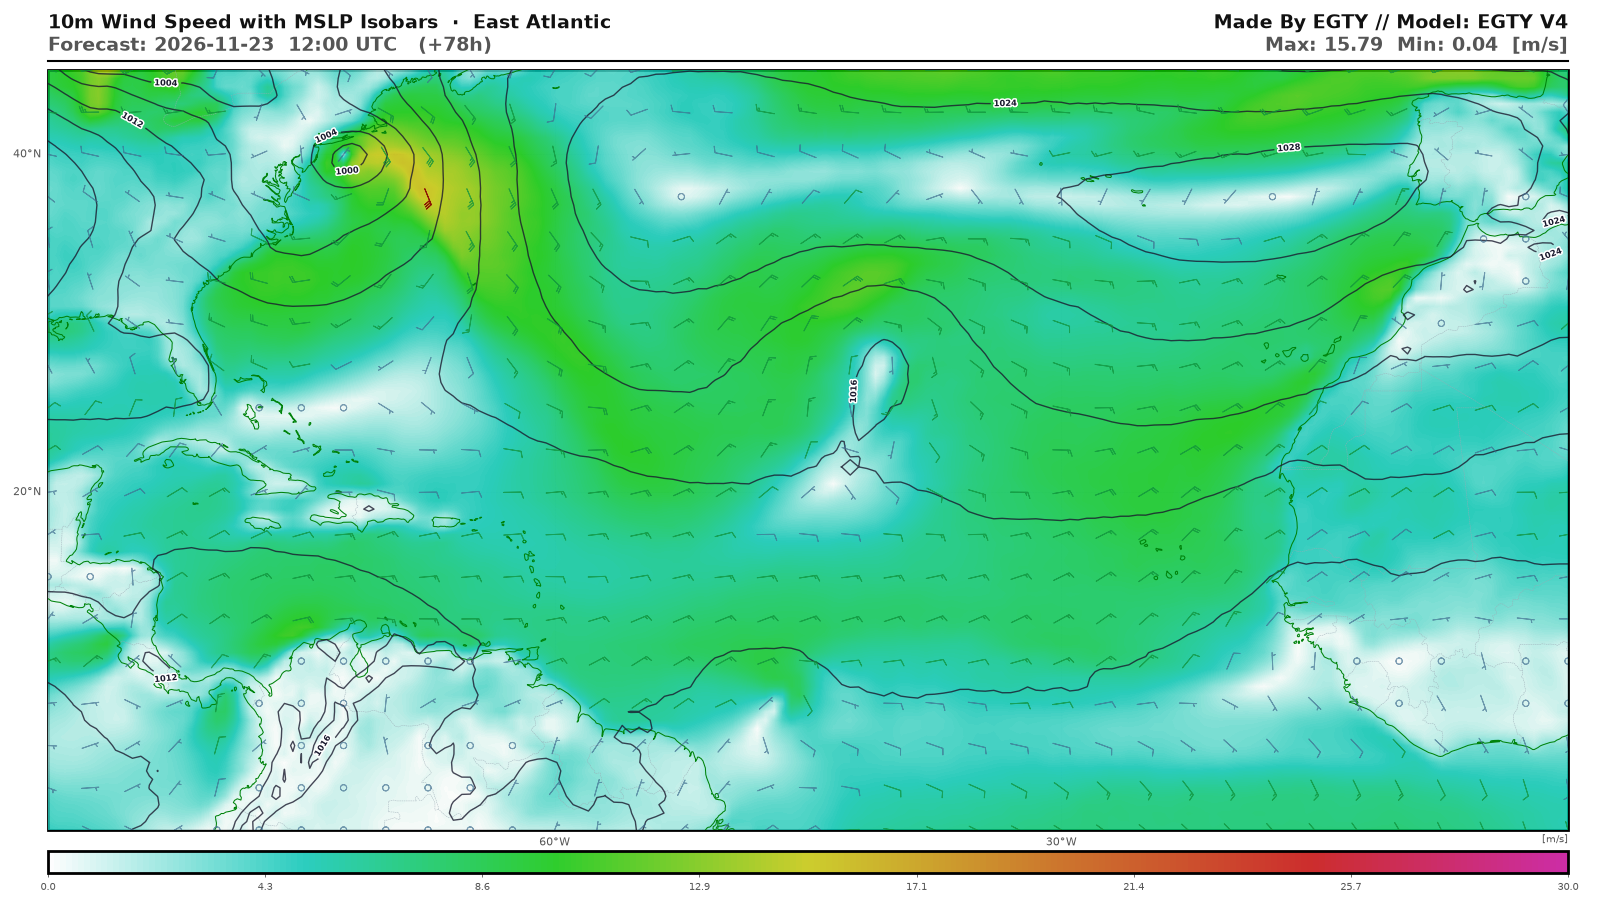 10m Wind Speed with MSLP Isobars · East Atlantic
Made By EGTY // Model: EGTY V4
Forecast: 2026-11-23 12:00 UTC (+78h)
Max: 15.79 Min: 0.04 [m/s]
1004
1024
1012
1004
1028
40°N
1000
1024
1024
1016
20°N
1012
1016
60°W
30°W
[m/s]
0.0
4.3
8.6
12.9
17.1
21.4
25.7
30.0